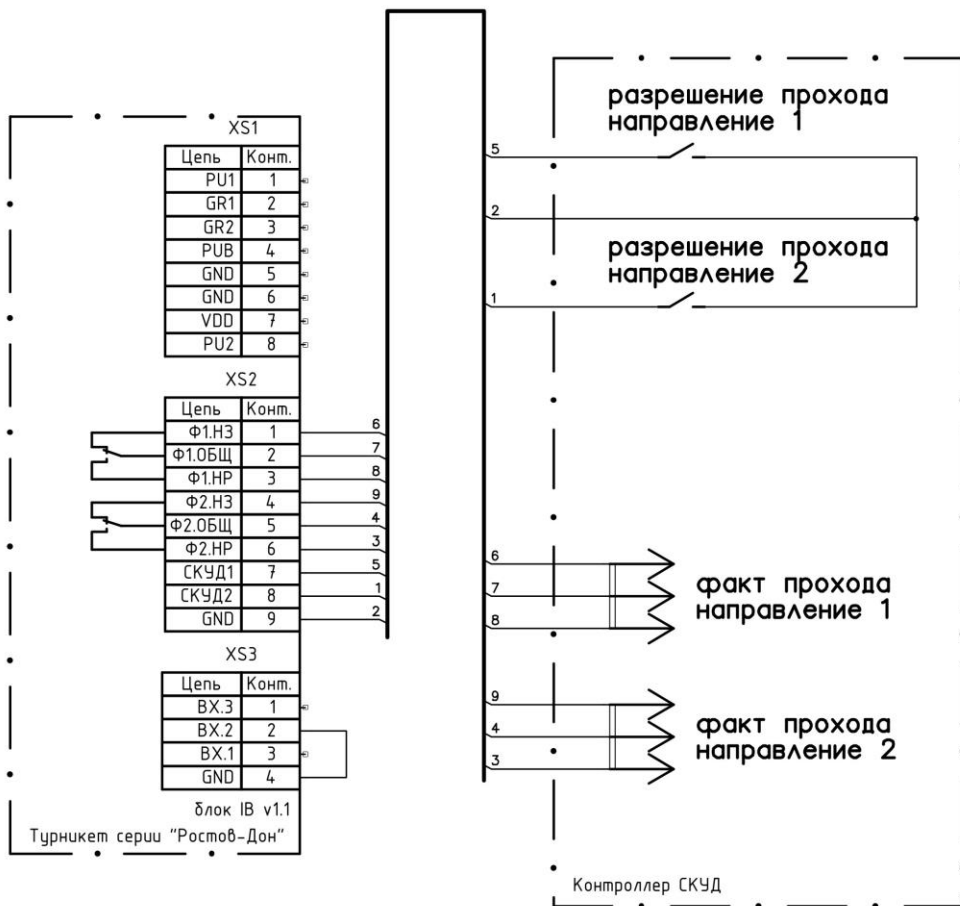 XS1
Цепь Конт.
PU1 1
GR1 2
GR2 3
PUB 4
GND 5
GND 6
VDD 7
PU2 8
XS2
Цепь Конт.
Ф1.НЗ 1
Ф1.ОБЩ 2
Ф1.НР 3
Ф2.НЗ 4
Ф2.ОБЩ 5
Ф2.НР 6
СКУД1 7
СКУД2 8
GND 9
XS3
Цепь Конт.
ВХ.3 1
ВХ.2 2
ВХ.1 3
GND 4
блок IB v1.1
Турникет серии "Ростов-Дон"
6
7
8
9
4
3
5
1
2
5
2
1
6
7
8
9
4
3
разрешение прохода
направление 1
разрешение прохода
направление 2
факт прохода
направление 1
факт прохода
направление 2
Контроллер СКУД